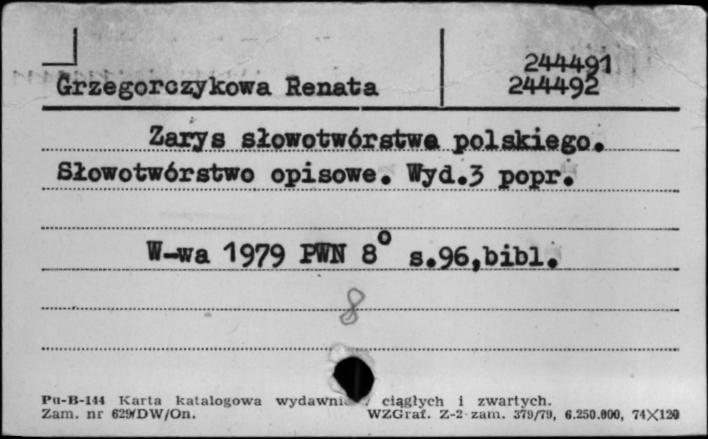 244491
Grzegorczykowa Renata 244492
Zarys słowotwórstwa polskiego.
Słowotwórstwo opisowe. Wyd.3 popr.
W-wa 1979 PWN 8° s.96,bibl.
8
Pu-B-144 Karta katalogowa ciągłych i zwartych.
Zam. nr 629/DW/On. WZGraf. Z-2 zam. 379/79, 6.250.000, 74X120